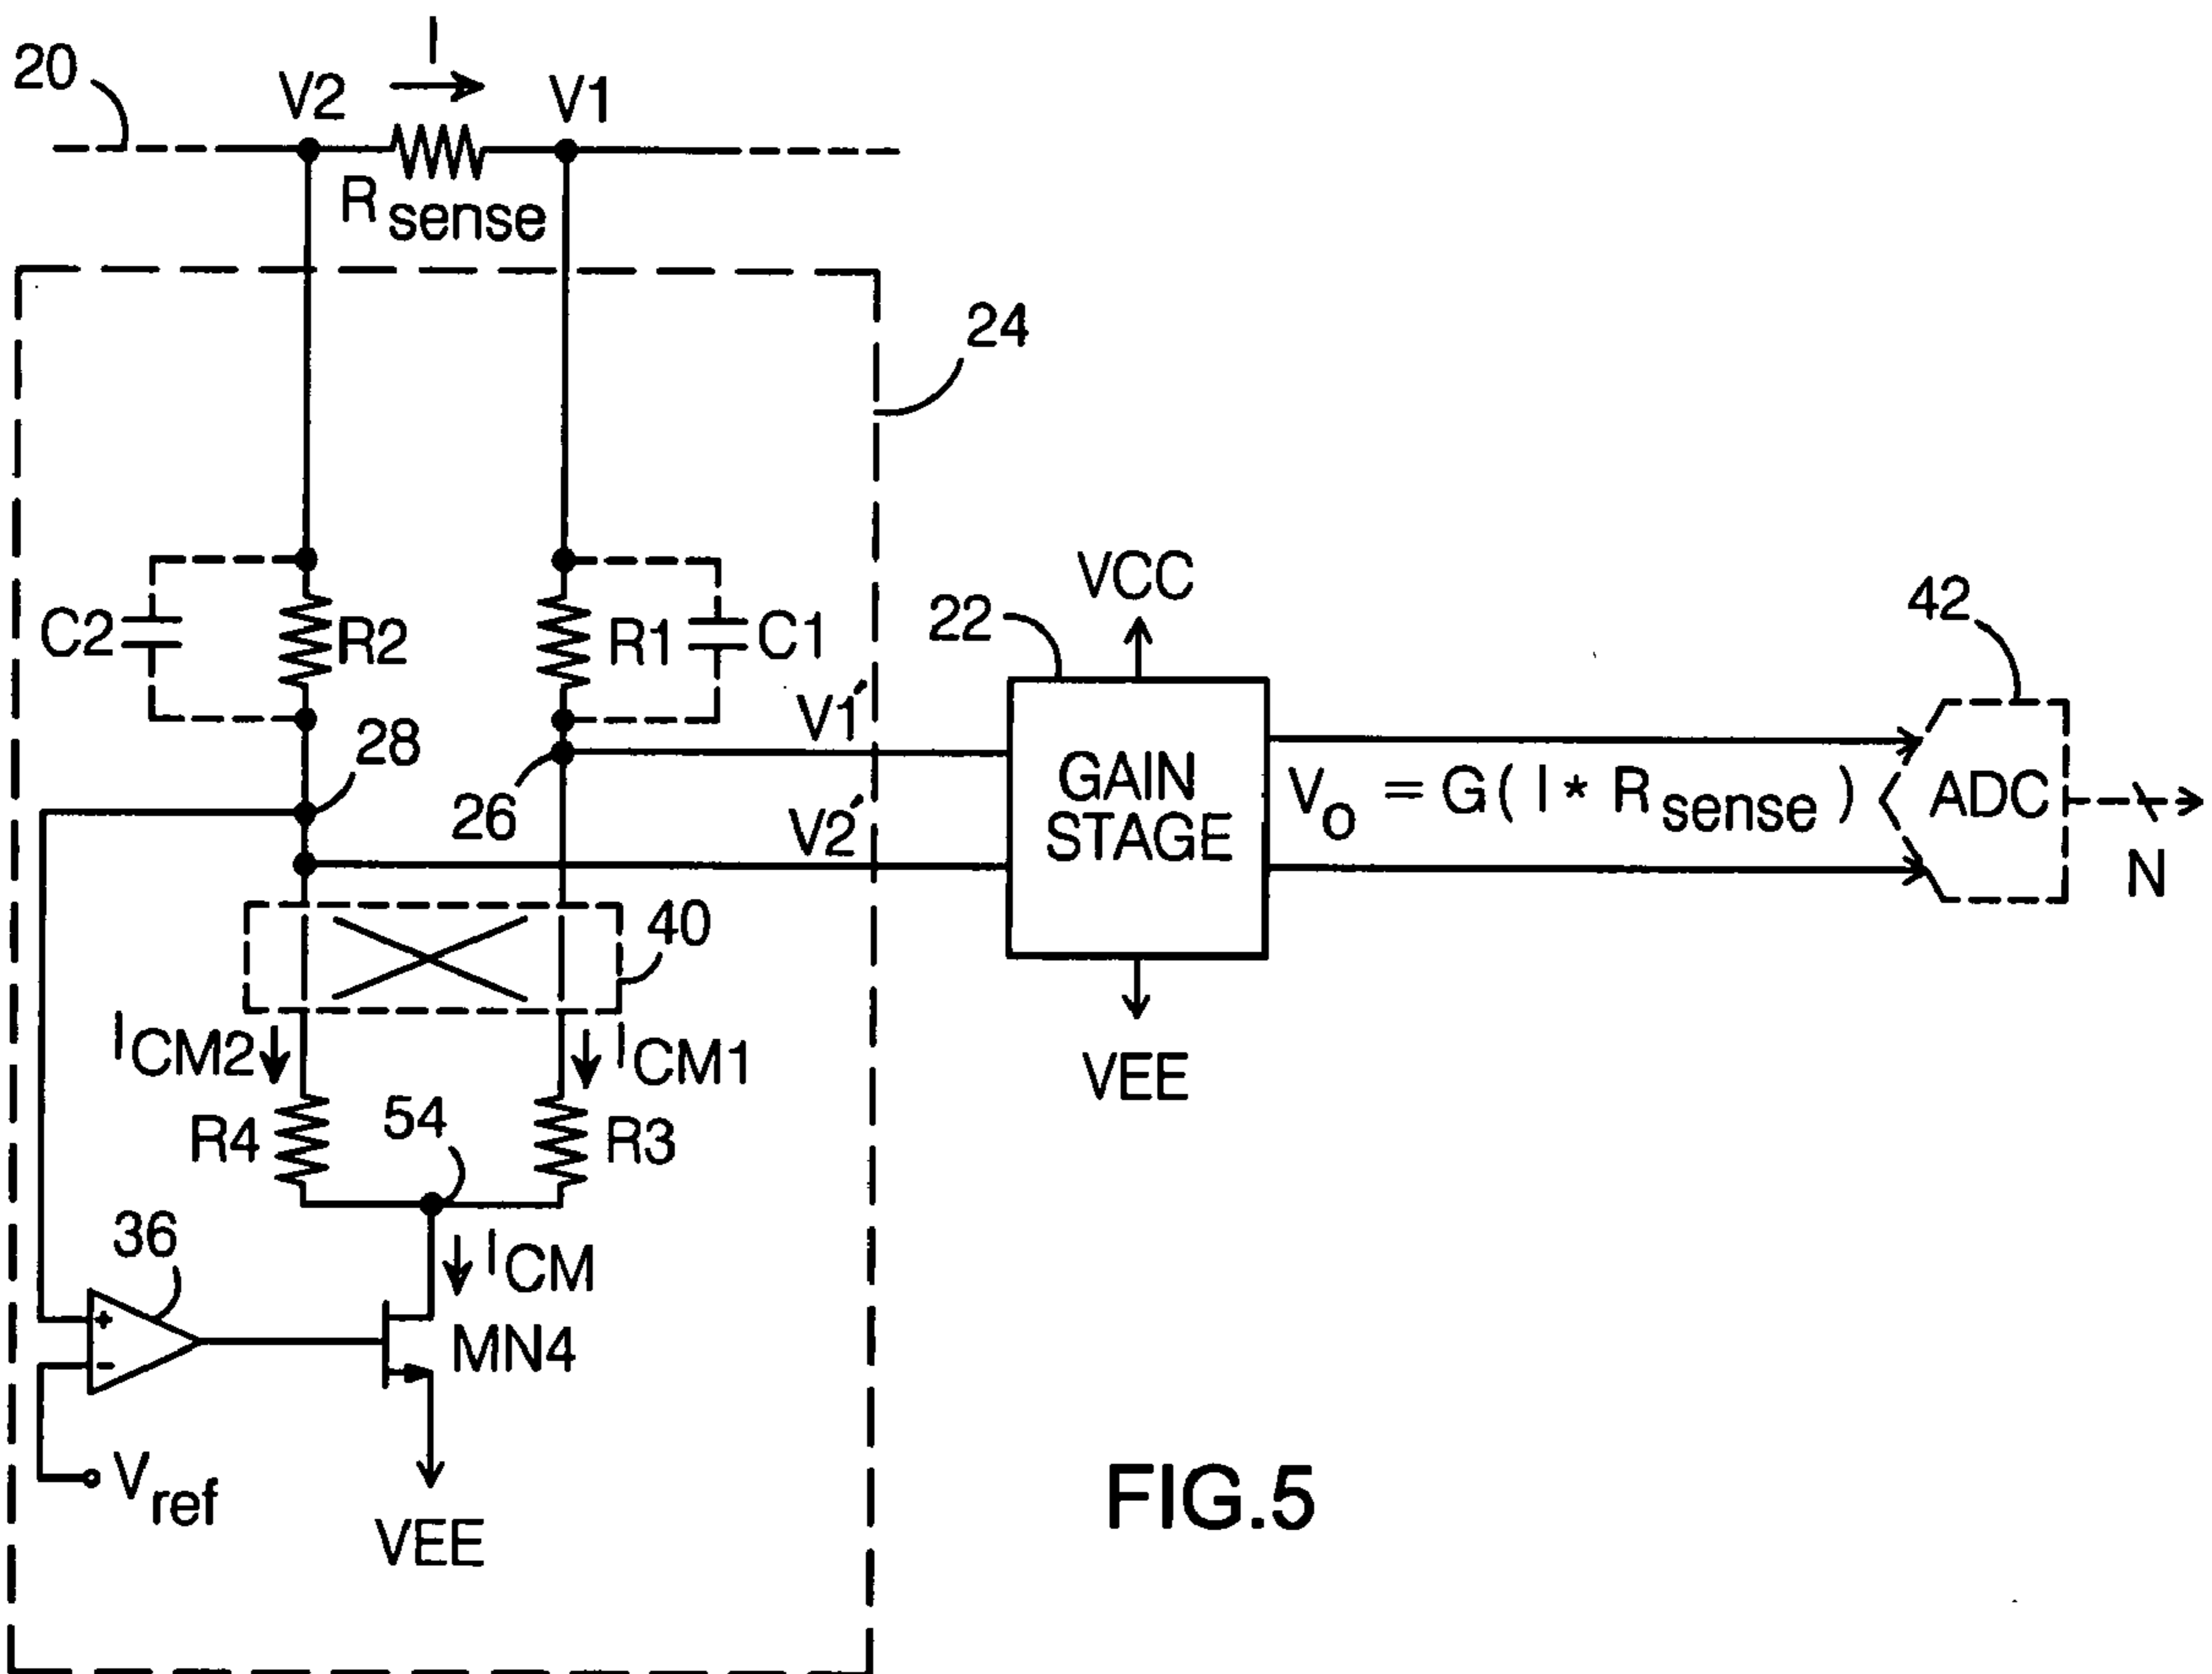 I
20
V2
V1
Rsense
24
C2
R2
R1
C1
VCC
22
42
V1´
28
26
V2´
GAIN
STAGE
Vo = G( I * Rsense )
ADC
N
40
ICM2
ICM1
VEE
54
R4
R3
36
ICM
+
-
MN4
Vref
VEE
FIG.5